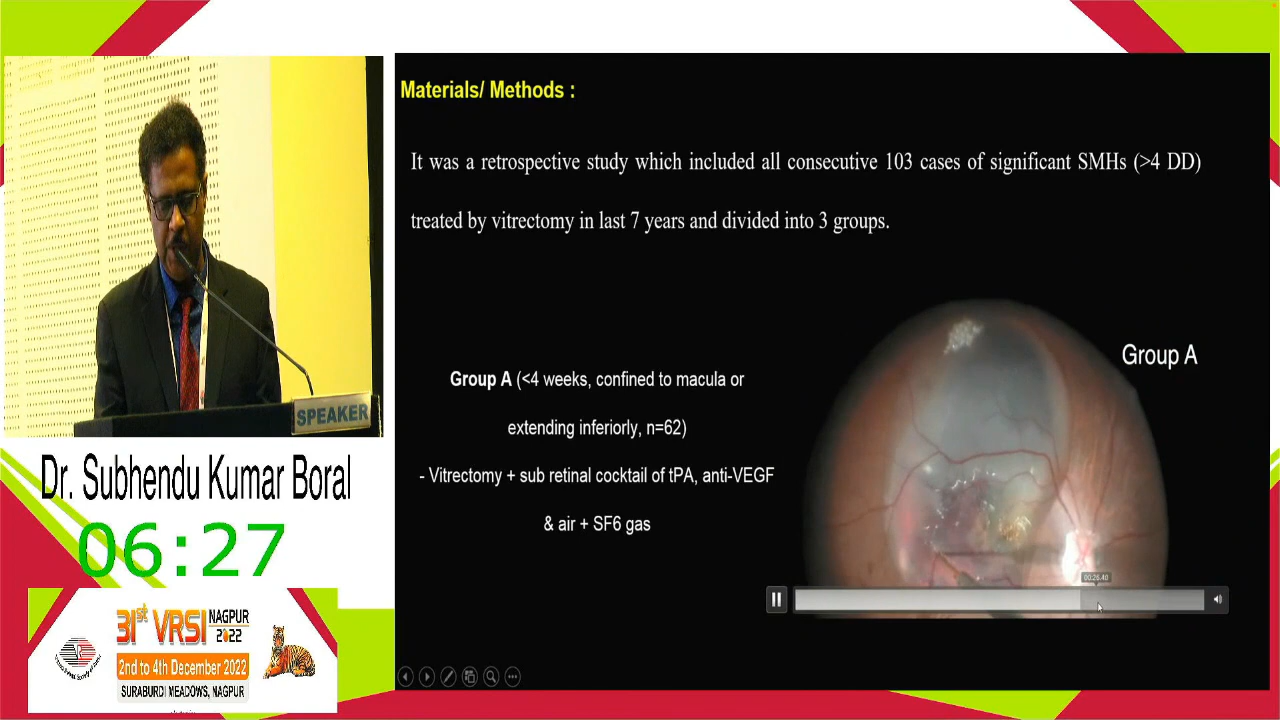 Materials/ Methods :
It was a retrospective study which included all consecutive 103 cases of significant SMHs (>4 DD)
treated by vitrectomy in last 7 years and divided into 3 groups.
Group A
Group A (<4 weeks, confined to macula or
extending inferiorly, n=62)
- Vitrectomy + sub retinal cocktail of tPA, anti-VEGF
& air + SF6 gas
00:26.40
SPEAKER
Dr. Subhendu Kumar Boral
06:27
31st VRSI NAGPUR
2022
2nd to 4th December 2022
SURABURDI MEADOWS, NAGPUR